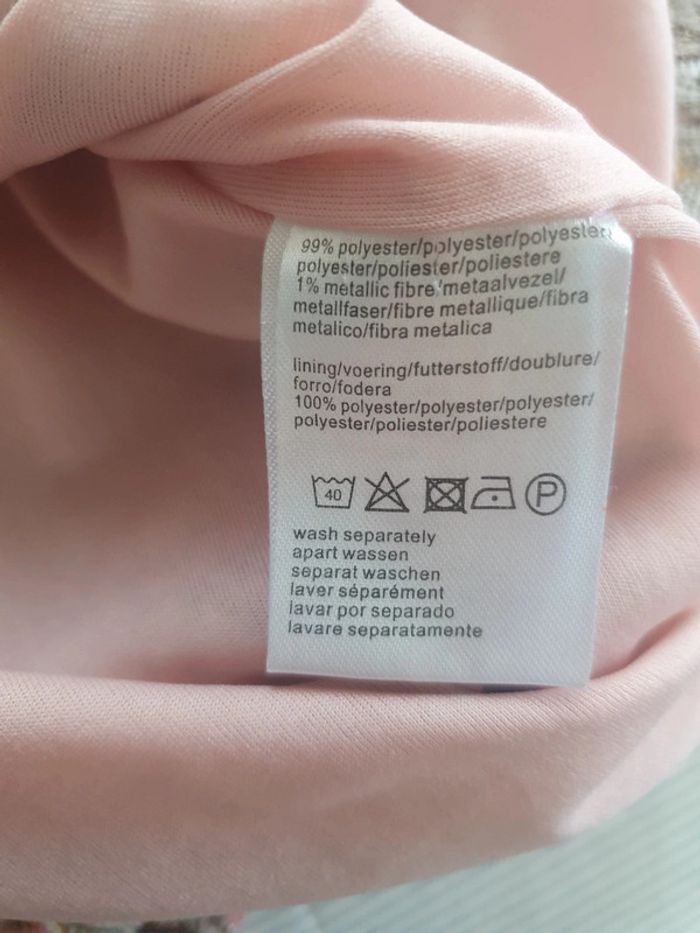 99% polyester/polyester/polyester/
polyester/poliester/poliestere
1% metallic fibre/metaalvezel/
metallfaser/fibre metallique/fibra
metalico/fibra metalica
lining/voering/futterstoff/doublure/
forro/fodera
100% polyester/polyester/polyester/
polyester/poliester/poliestere
40 P
wash separately
apart wassen
separat waschen
laver séparément
lavar por separado
lavare separatamente